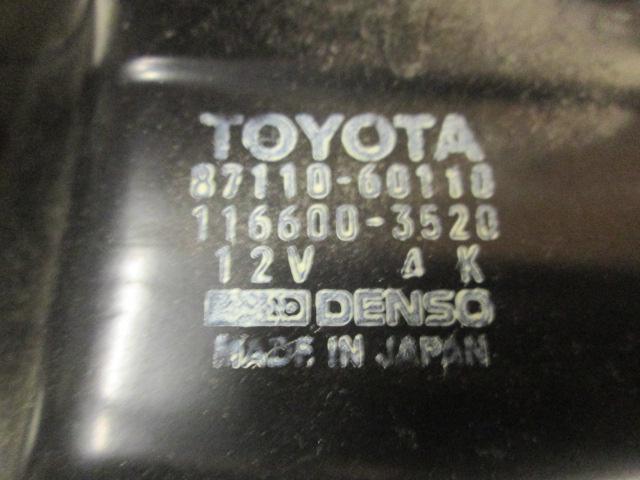 TOYOTA
87110-60110
116600-3520
12V 4K
DENSO
MADE IN JAPAN